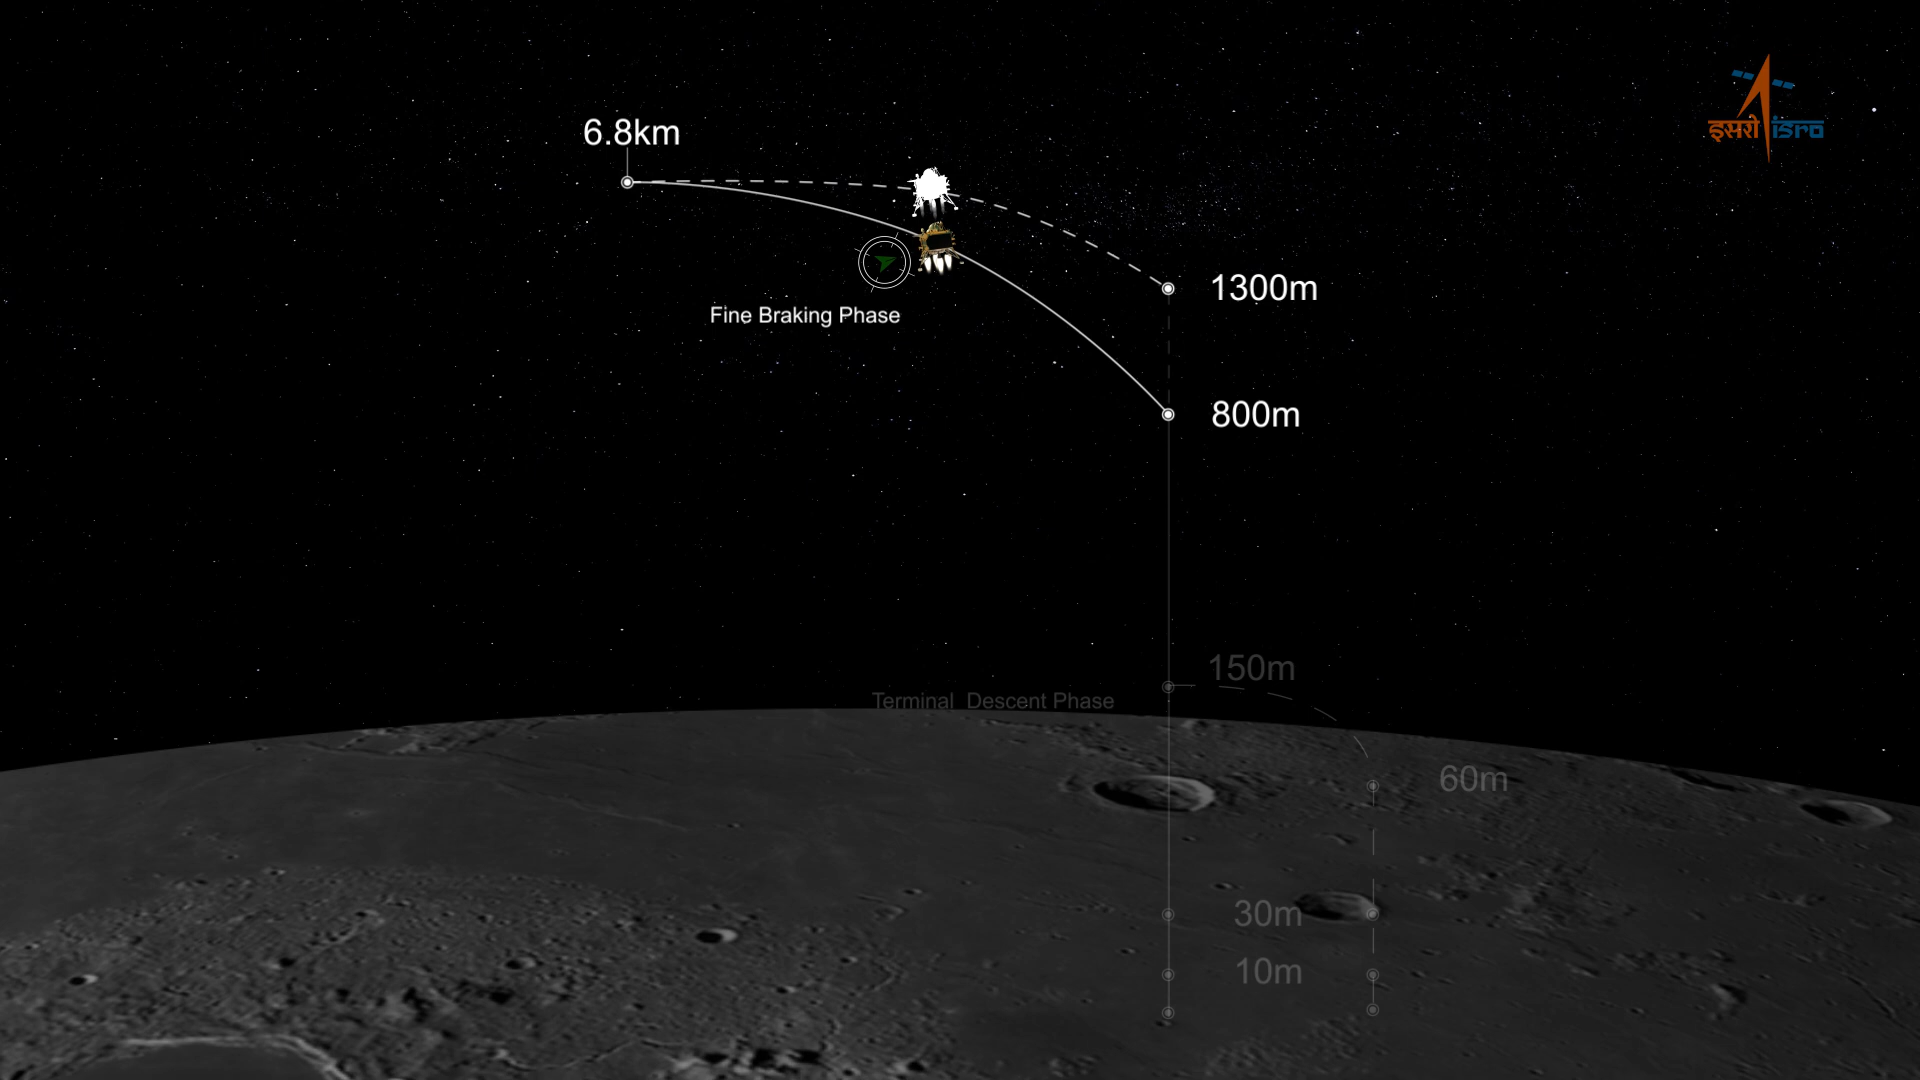 6.8km
इसरो isro
1300m
Fine Braking Phase
800m
150m
Terminal Descent Phase
60m
30m
10m